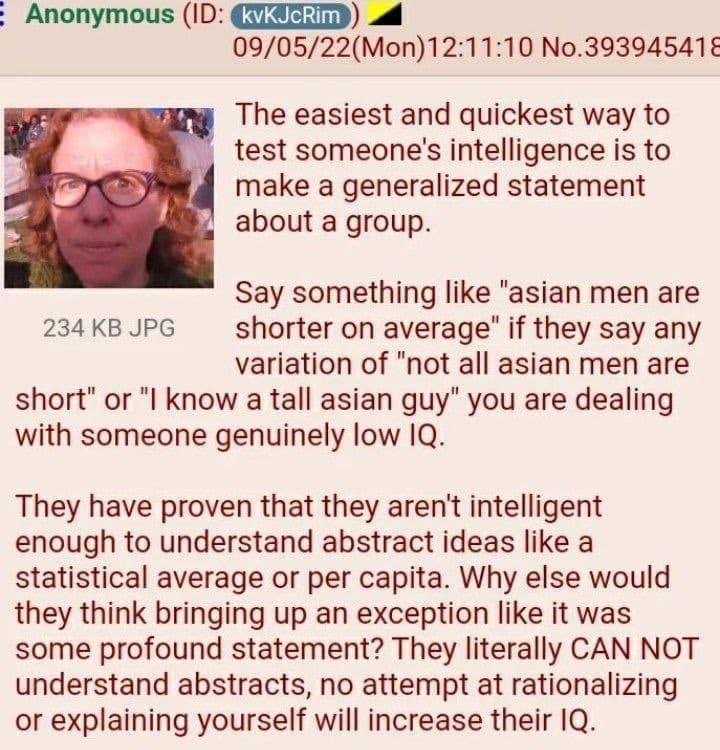 Anonymous (ID: kvKJcRim)
09/05/22(Mon)12:11:10 No.393945418
The easiest and quickest way to
test someone's intelligence is to
make a generalized statement
about a group.
Say something like "asian men are
shorter on average" if they say any
variation of "not all asian men are
short" or "I know a tall asian guy" you are dealing
with someone genuinely low IQ.
234 KB JPG
They have proven that they aren't intelligent
enough to understand abstract ideas like a
statistical average or per capita. Why else would
they think bringing up an exception like it was
some profound statement? They literally CAN NOT
understand abstracts, no attempt at rationalizing
or explaining yourself will increase their IQ.